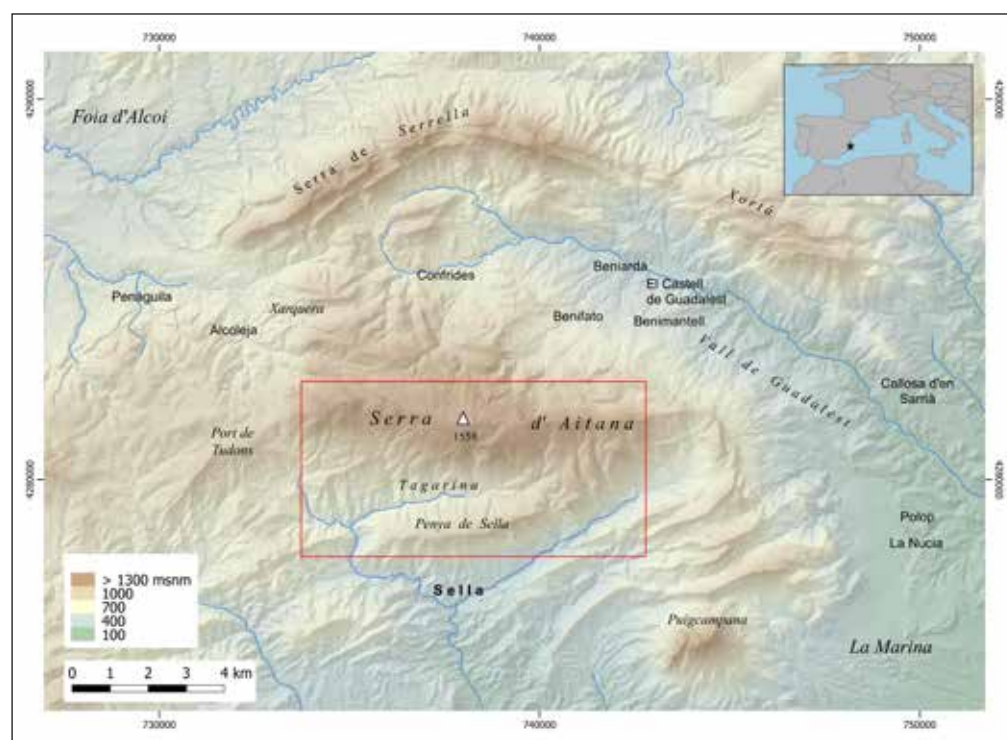 730000
740000
750000
4290000
Foia d'Alcoi
Serra de Serrella
Xortà
Confrides
Beniardà
El Castell
de Guadalest
Penàguila
Xarquera
Benifato
Benimantell
Alcoleja
Vall de Guadalest
Callosa d'en
Sarrià
Serra d'Aitana
1558
Port de
Tudons
4280000
4280000
Tagarina
Penya de Sella
Polop
La Nucia
Sella
> 1300 msnm
1000
700
400
100
Puigcampana
La Marina
0 1 2 3 4 km
730000
740000
750000